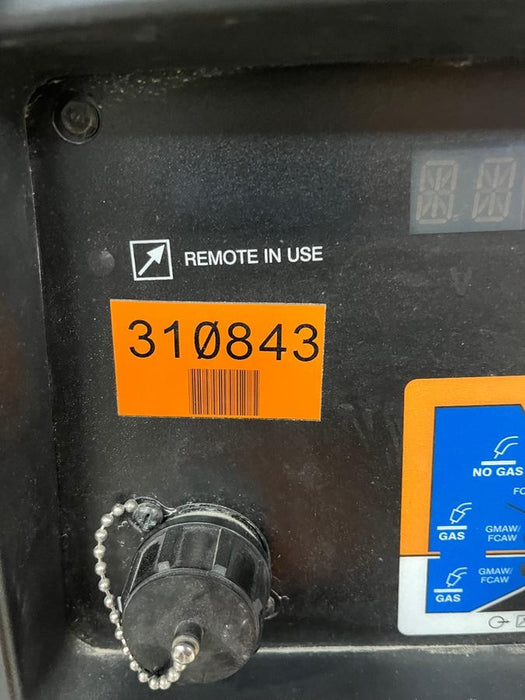 REMOTE IN USE
310843
NO GAS
GAS
GMAW/
FCAW
GAS
GMAW/
FCAW